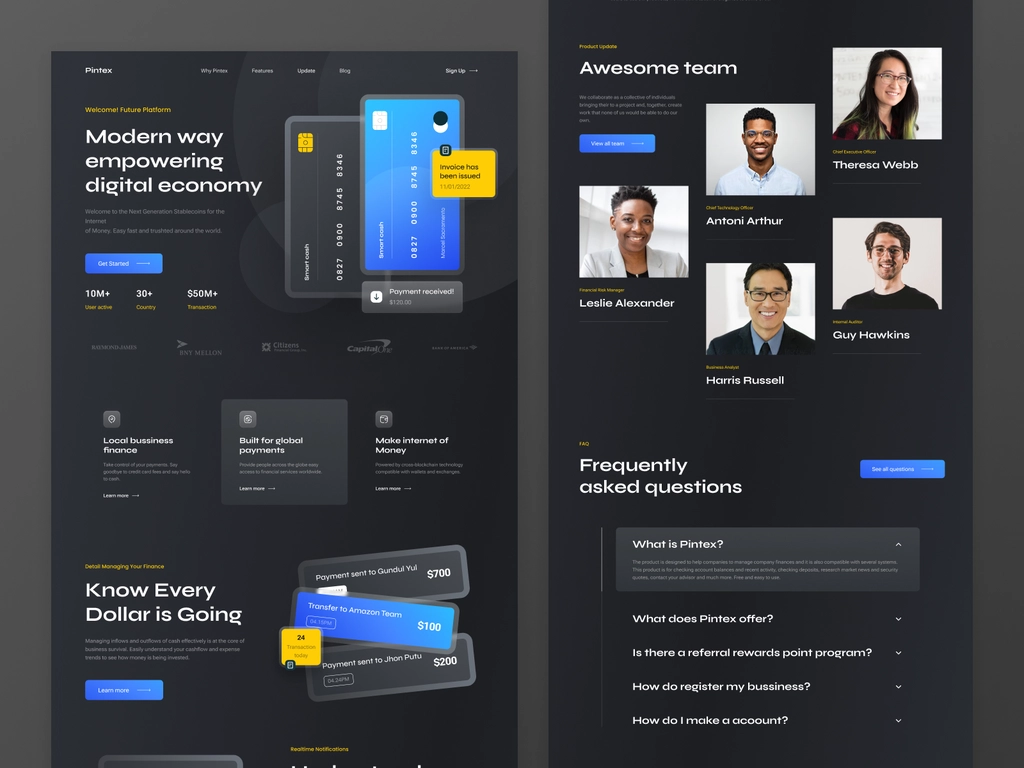 Pintex
Why Pintex
Features
Update
Blog
Sign Up
Welcome! Future Platform
Modern way
empowering
digital economy
Welcome to the Next Generation Stablecoins for the
Internet
of Money. Easy fast and trushted around the world.
Get Started
10M+
30+
$50M+
User active
Country
Transaction
Smart cash
0827 0900 8745 8346
Smart cash
0827 0900 8745 8346
Marcel Sacramento
Invoice has
been issued
11/01/2022
Payment received!
$120,00
RAYMOND JAMES
BNY MELLON
Citizens
Financial Group, Inc.
Capital One
BANK OF AMERICA
Local bussiness
finance
Take control of your payments. Say
goodbye to credit card fees and say hello
to cash.
Learn more
Built for global
payments
Provide people across the globe easy
access to financial services worldwide.
Learn more
Make internet of
Money
Powered by cross-blockchain technology
compatible with wallets and exchanges.
Learn more
Detail Managing Your Finance
Know Every
Dollar is Going
Managing inflows and outflows of cash effectively is at the core of
business survival. Easily understand your cashflow and expense
trends to see how money is being invested.
Learn more
Payment sent to Gundul Yul
$700
Transfer to Amazon Team
04.15PM
$100
24
Transaction
today
Payment sent to Jhon Putu
04.24PM
$200
Realtime Notifications
Product Update
Awesome team
We collaborate as a collective of individuals
bringing their to a project and, together, create
work that none of us would be able to do our
own.
View all team
Financial Risk Manager
Leslie Alexander
Chief Technology Officer
Antoni Arthur
Business Analyst
Harris Russell
Chief Executive Officer
Theresa Webb
Internal Auditor
Guy Hawkins
FAQ
Frequently
asked questions
See all questions
What is Pintex?
The product is designed to help companies to manage company finances and it is also compatible with several systems.
This product is for checking account balances and recent activity, checking deposits, research market news and security
quotes, contact your advisor and much more. Free and easy to use.
What does Pintex offer?
Is there a referral rewards point program?
How do register my bussiness?
How do I make a acoount?